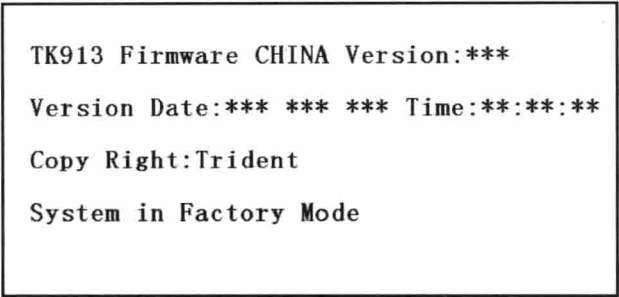 TK913 Firmware CHINA Version:***
Version Date:*** *** *** Time:**:**:**
Copy Right:Trident
System in Factory Mode